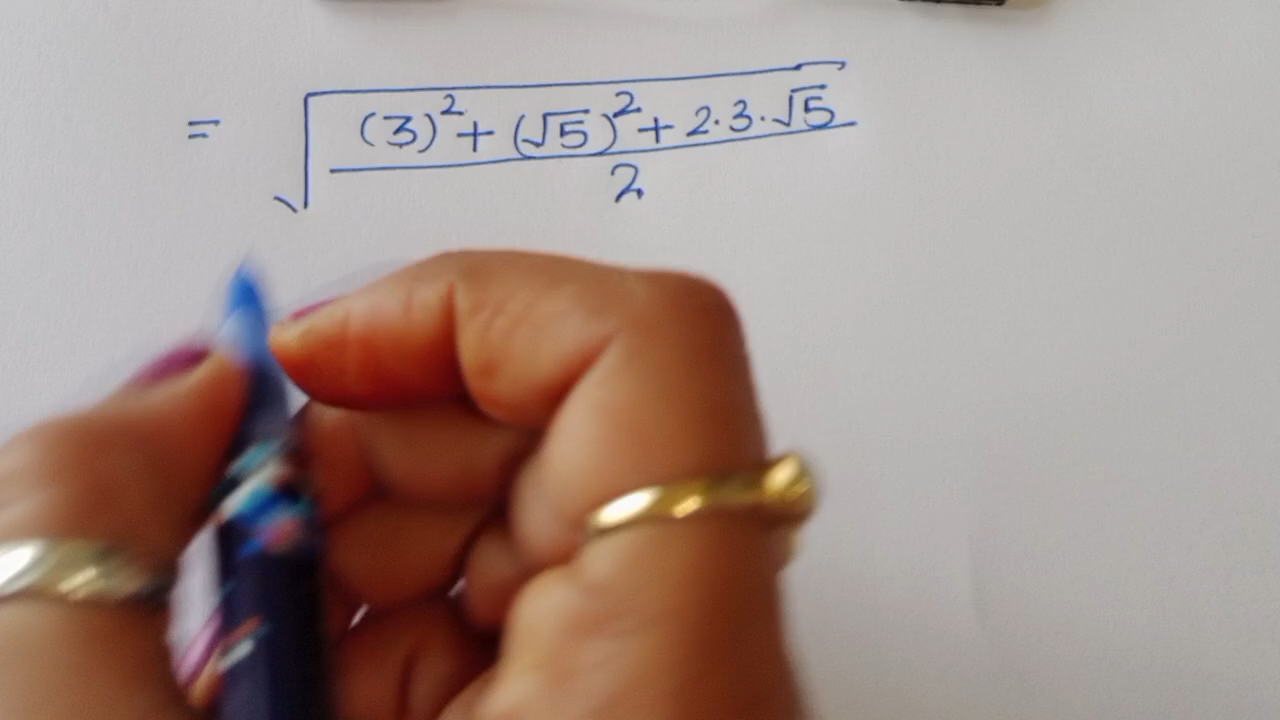 = √((3)² + (√5)² + 2·3·√5 / 2)